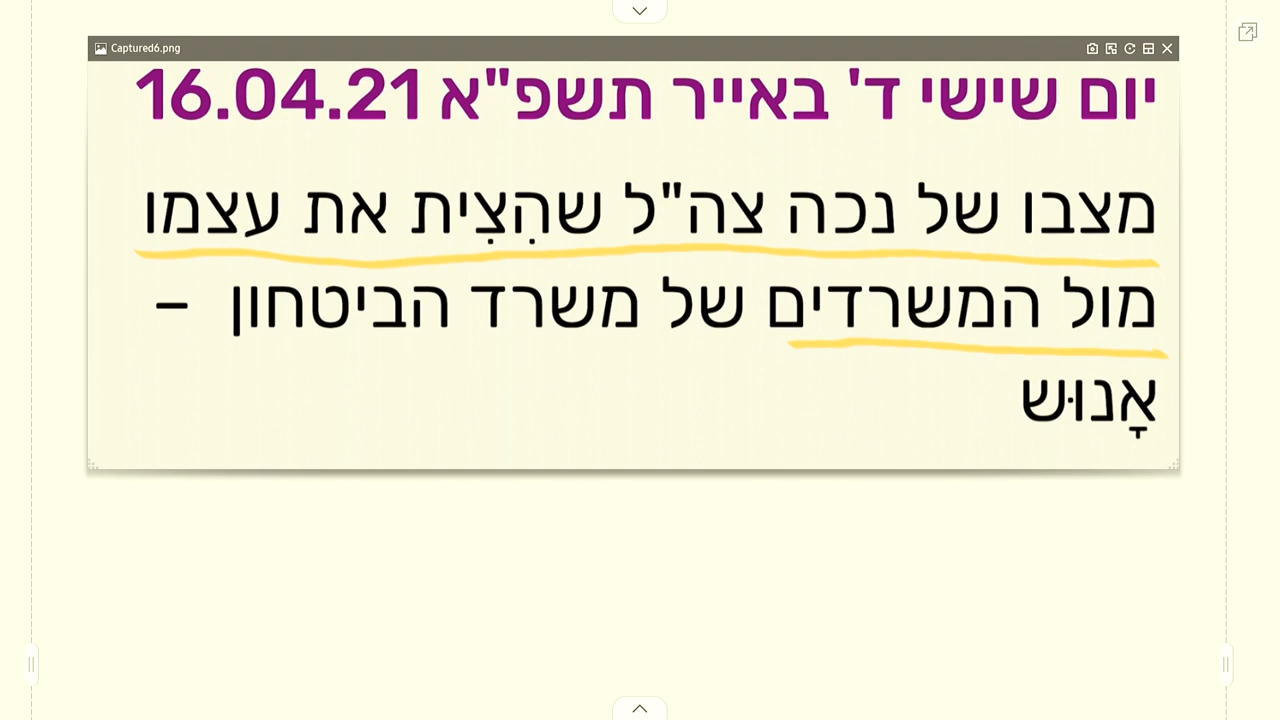 Captured6.png
יום שישי ד' באייר תשפ"א 16.04.21
מצבו של נכה צה"ל שהִצִית את עצמו
מול המשרדים של משרד הביטחון –
אָנוּש